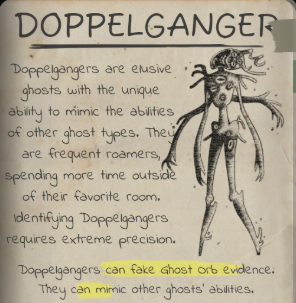 DOPPELGANGER
Doppelgangers are elusive
ghosts with the unique
ability to mimic the abilities
of other ghost types. They
are frequent roamers,
spending more time outside
of their favorite room.
Identifying Doppelgangers
requires extreme precision.
Doppelgangers can fake Ghost Orb evidence.
They can mimic other ghosts' abilities.